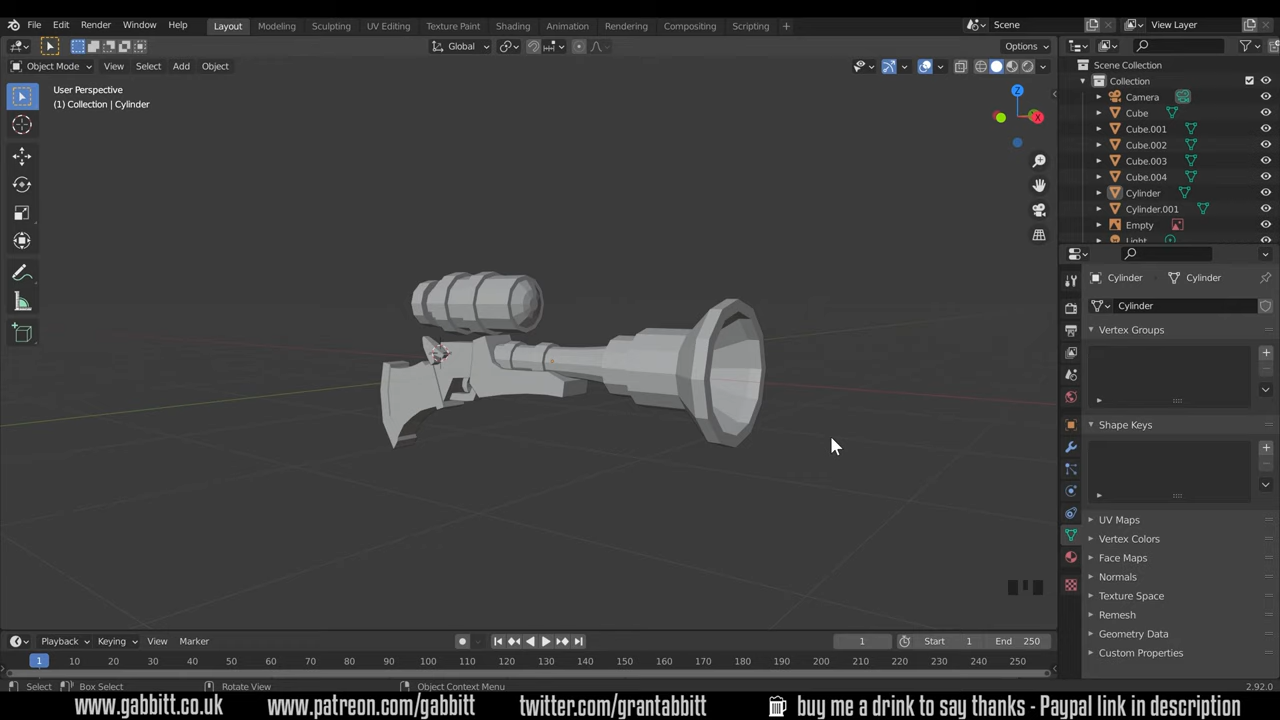 File Edit Render Window Help Layout Modeling Sculpting UV Editing Texture Paint Shading Animation Rendering Compositing Scripting + Scene View Layer
Global Options
Object Mode View Select Add Object
User Perspective
(1) Collection | Cylinder
Z
X
Scene Collection
Collection
Camera
Cube
Cube.001
Cube.002
Cube.003
Cube.004
Cylinder
Cylinder.001
Empty
Light
Cylinder Cylinder
Cylinder
Vertex Groups
Shape Keys
UV Maps
Vertex Colors
Face Maps
Normals
Texture Space
Remesh
Geometry Data
Custom Properties
Playback Keying View Marker 1 Start 1 End 250
1 10 20 30 40 50 60 70 80 90 100 110 120 130 140 150 160 170 180 190 200 210 220 230 240 250
Select Box Select Rotate View Object Context Menu 2.92.0
www.gabbitt.co.uk www.patreon.com/gabbitt twitter.com/grantabbitt buy me a drink to say thanks - Paypal link in description